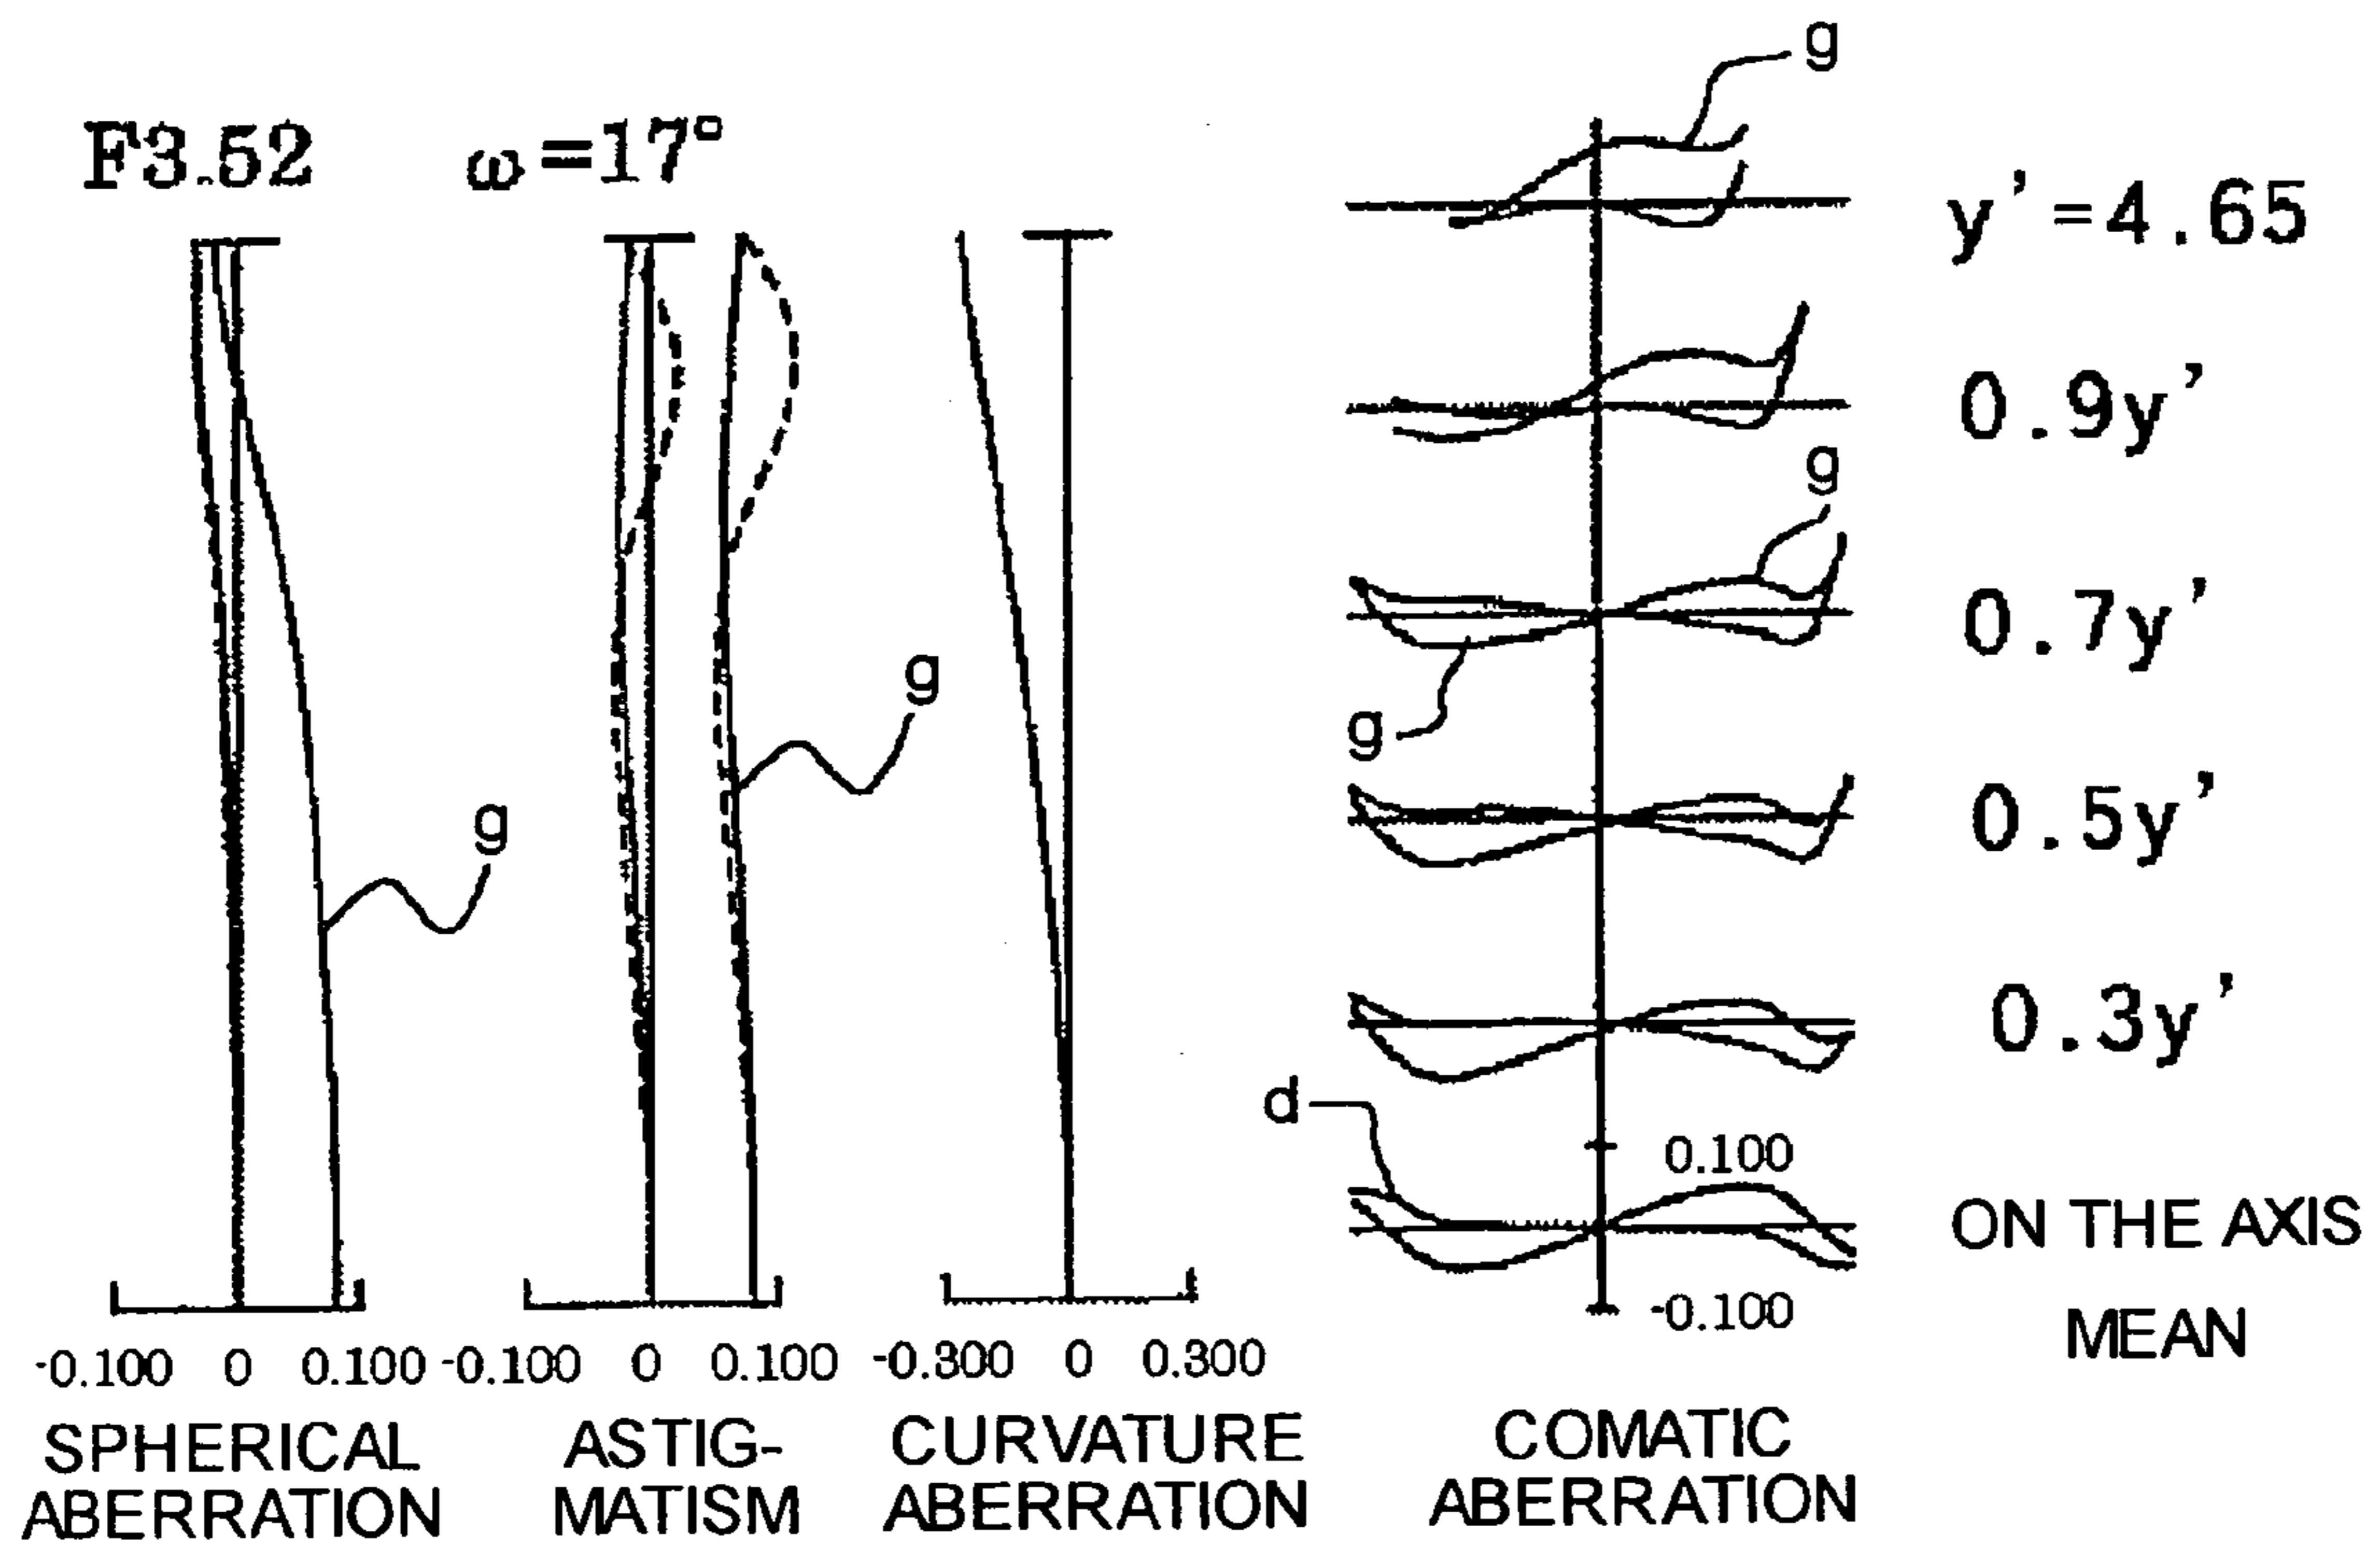 g
F3.52 ω=17°
y'=4.65
0.9y'
g
0.7y'
g
g
0.5y'
g
0.3y'
d
0.100
ON THE AXIS
-0.100
MEAN
-0.100 0 0.100 -0.100 0 0.100 -0.300 0 0.300
SPHERICAL
ABERRATION
ASTIG-
MATISM
CURVATURE
ABERRATION
COMATIC
ABERRATION